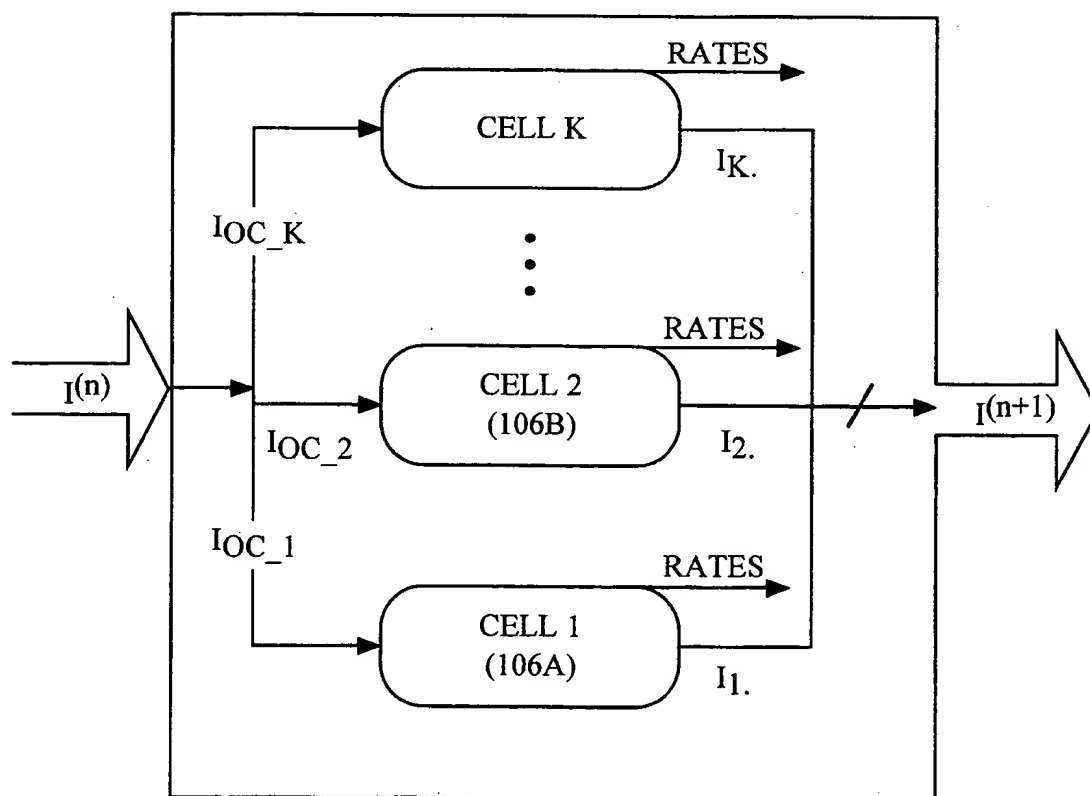 RATES
CELL K
I_K.
I_OC_K
RATES
I^(n)
CELL 2
(106B)
I^(n+1)
I_OC_2
I_2.
I_OC_1
RATES
CELL 1
(106A)
I_1.